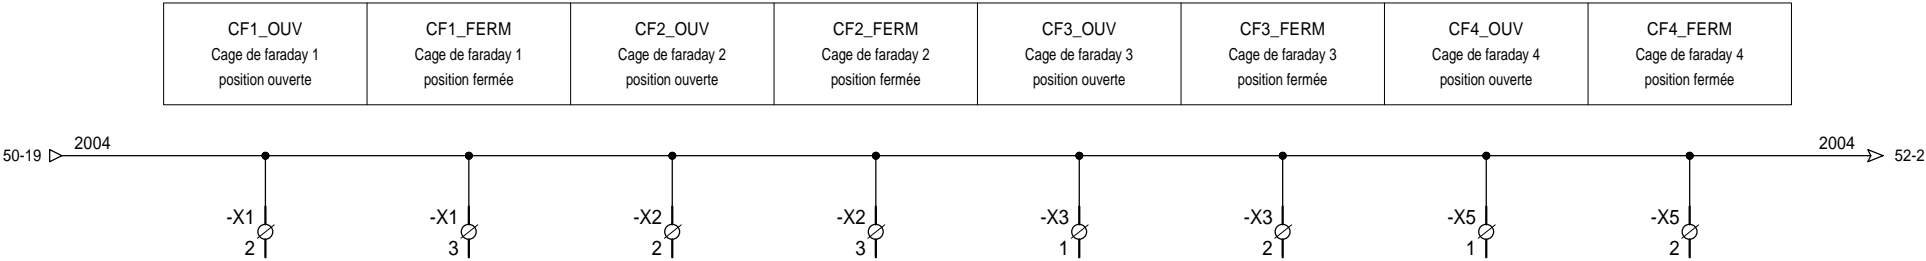 CF1_OUV
Cage de faraday 1
position ouverte
CF1_FERM
Cage de faraday 1
position fermée
CF2_OUV
Cage de faraday 2
position ouverte
CF2_FERM
Cage de faraday 2
position fermée
CF3_OUV
Cage de faraday 3
position ouverte
CF3_FERM
Cage de faraday 3
position fermée
CF4_OUV
Cage de faraday 4
position ouverte
CF4_FERM
Cage de faraday 4
position fermée
50-19
2004
2004
52-2
-X1
2
-X1
3
-X2
2
-X2
3
-X3
1
-X3
2
-X5
1
-X5
2